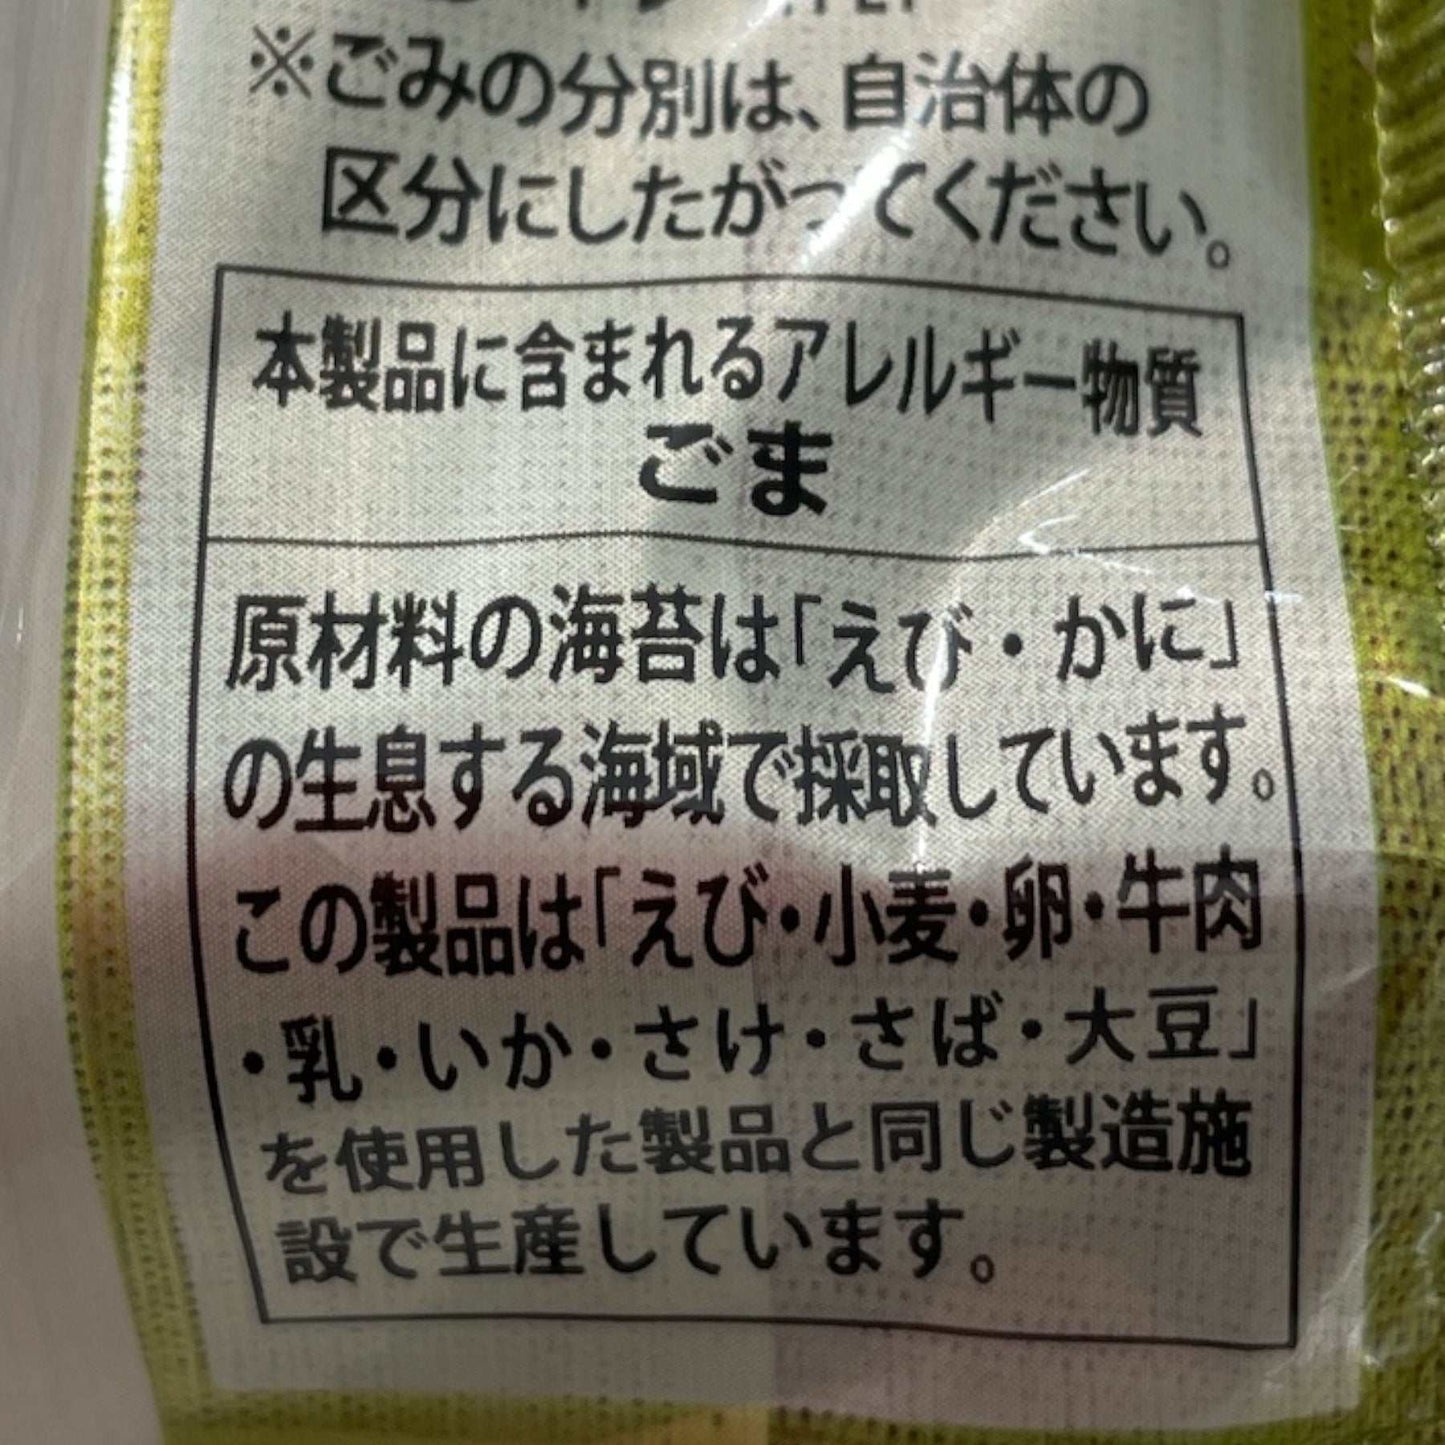 ※ごみの分別は、自治体の
区分にしたがってください。
本製品に含まれるアレルギー物質
ごま
原材料の海苔は「えび・かに」
の生息する海域で採取しています。
この製品は「えび・小麦・卵・牛肉
・乳・いか・さけ・さば・大豆」
を使用した製品と同じ製造施
設で生産しています。